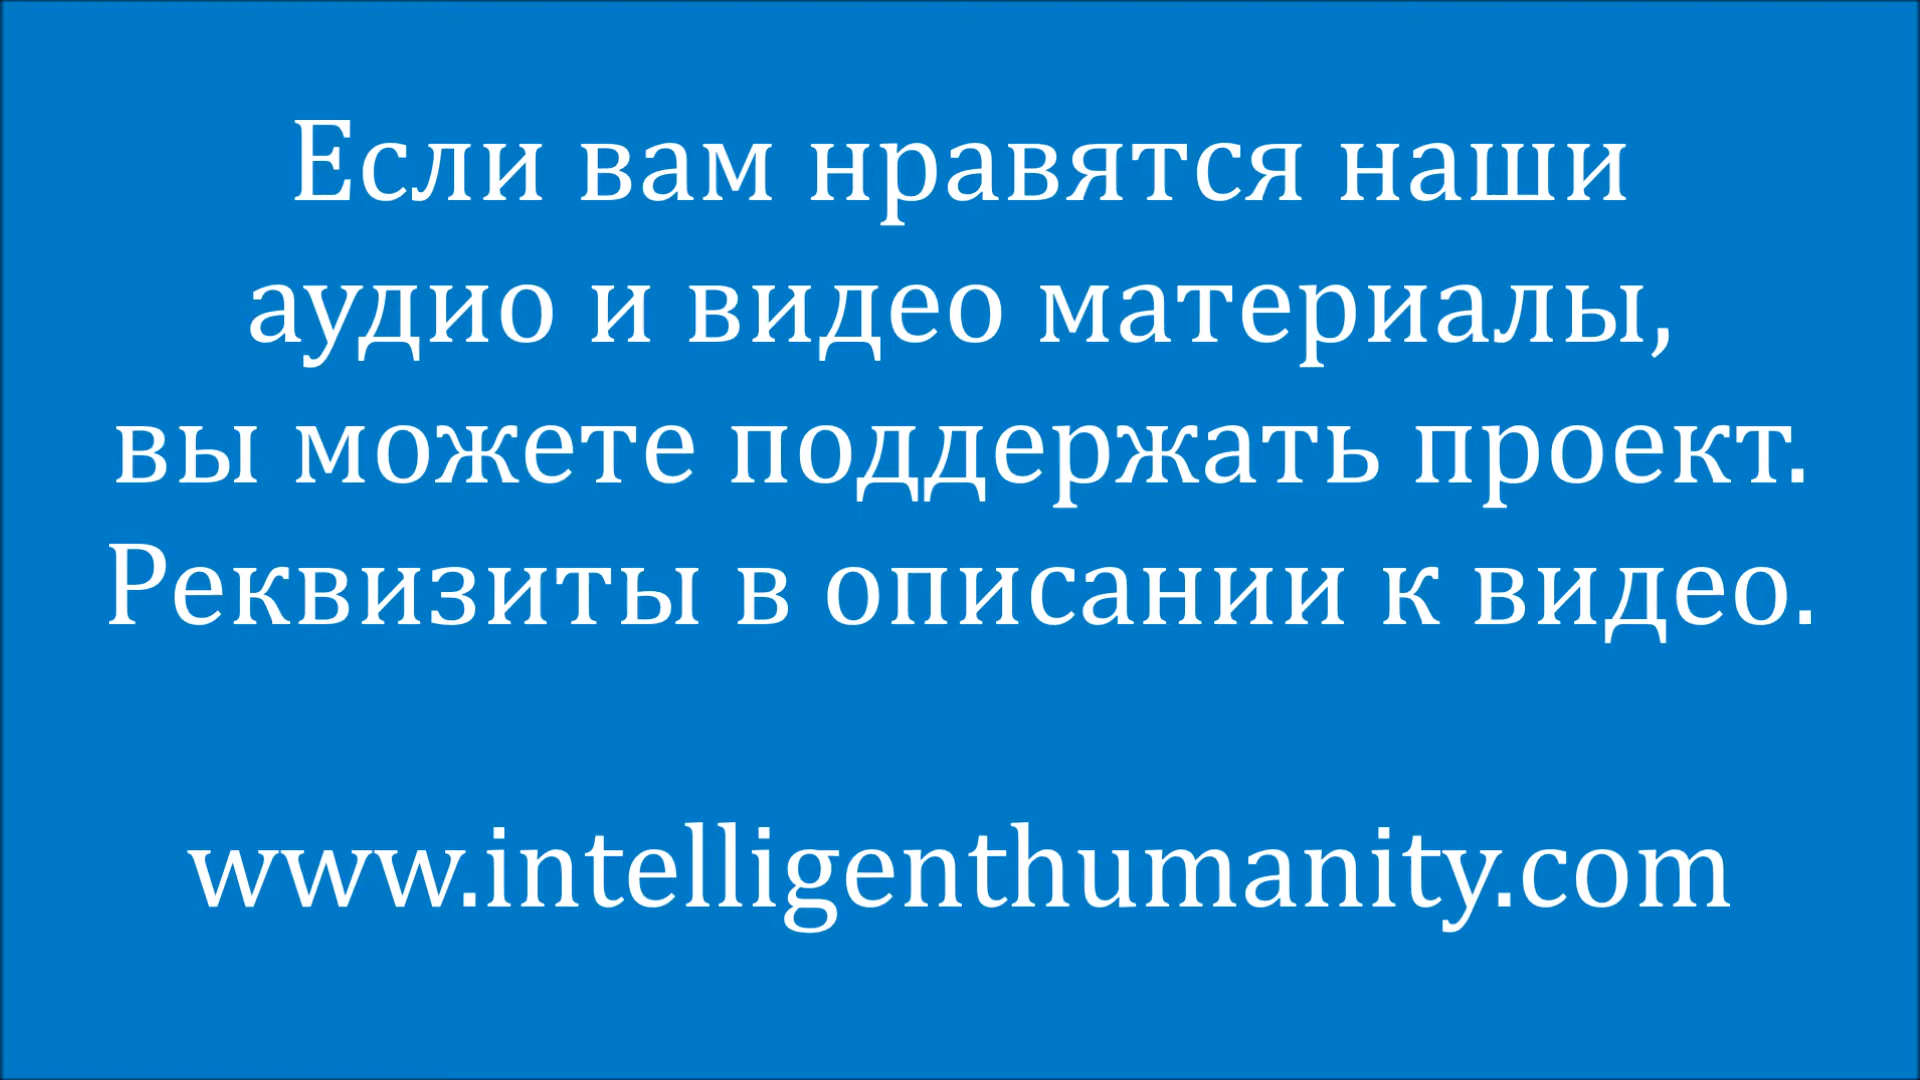 Если вам нравятся наши
аудио и видео материалы,
вы можете поддержать проект.
Реквизиты в описании к видео.
www.intelligenthumanity.com